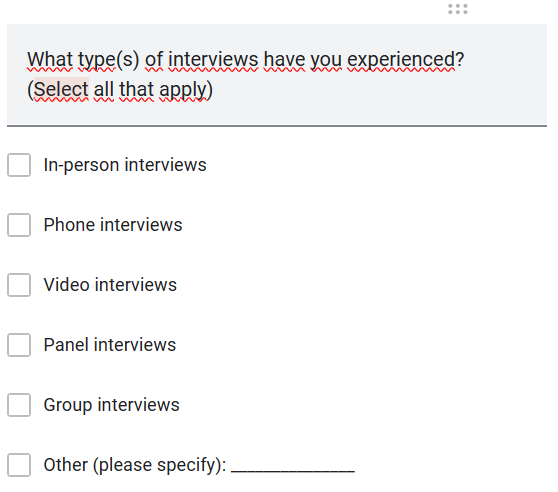 What type(s) of interviews have you experienced?
(Select all that apply)
In-person interviews
Phone interviews
Video interviews
Panel interviews
Group interviews
Other (please specify): _______________